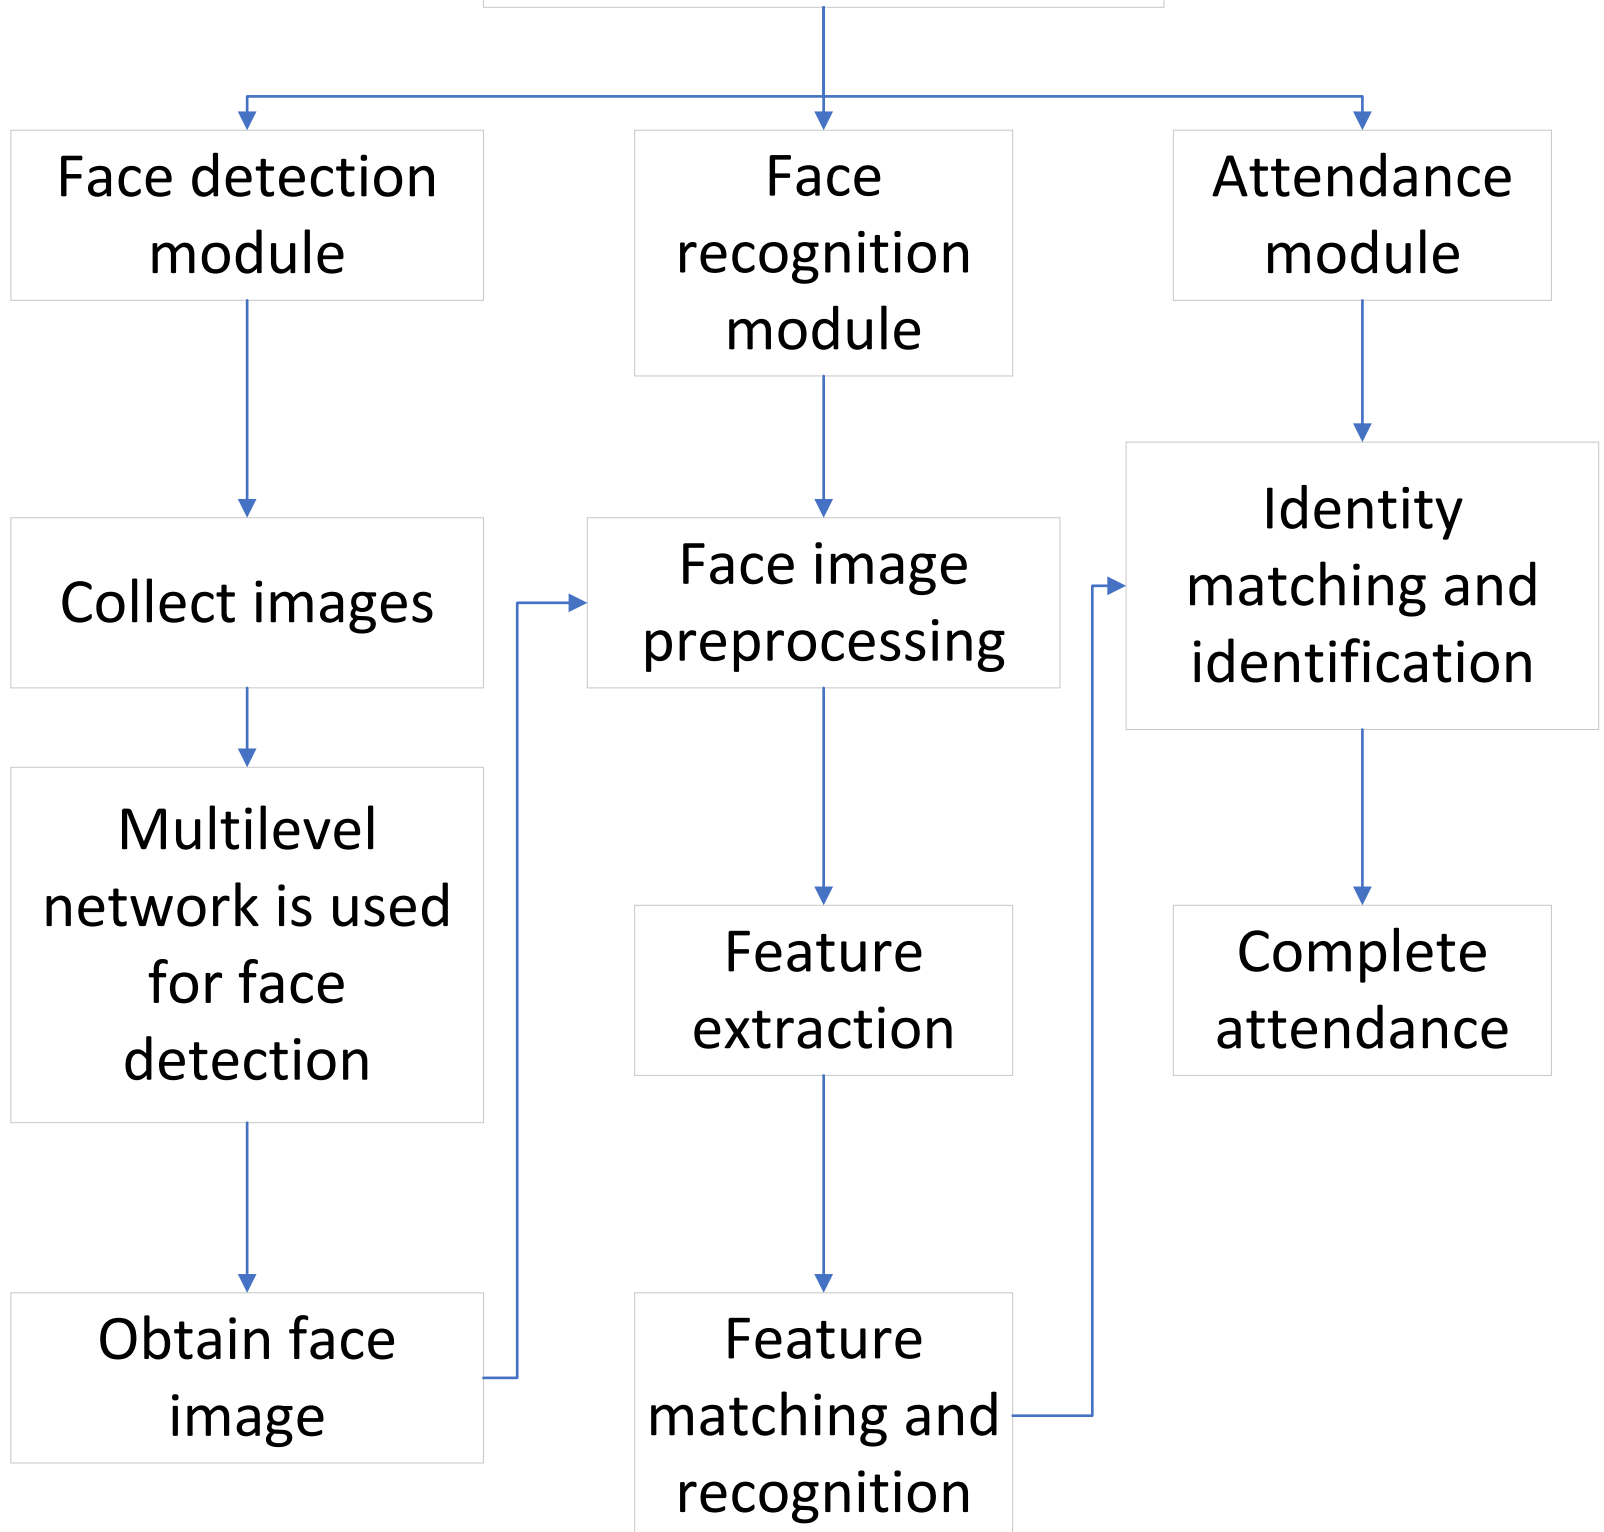 Face detection
module
Face
recognition
module
Attendance
module
Collect images
Face image
preprocessing
Identity
matching and
identification
Multilevel
network is used
for face
detection
Feature
extraction
Complete
attendance
Obtain face
image
Feature
matching and
recognition